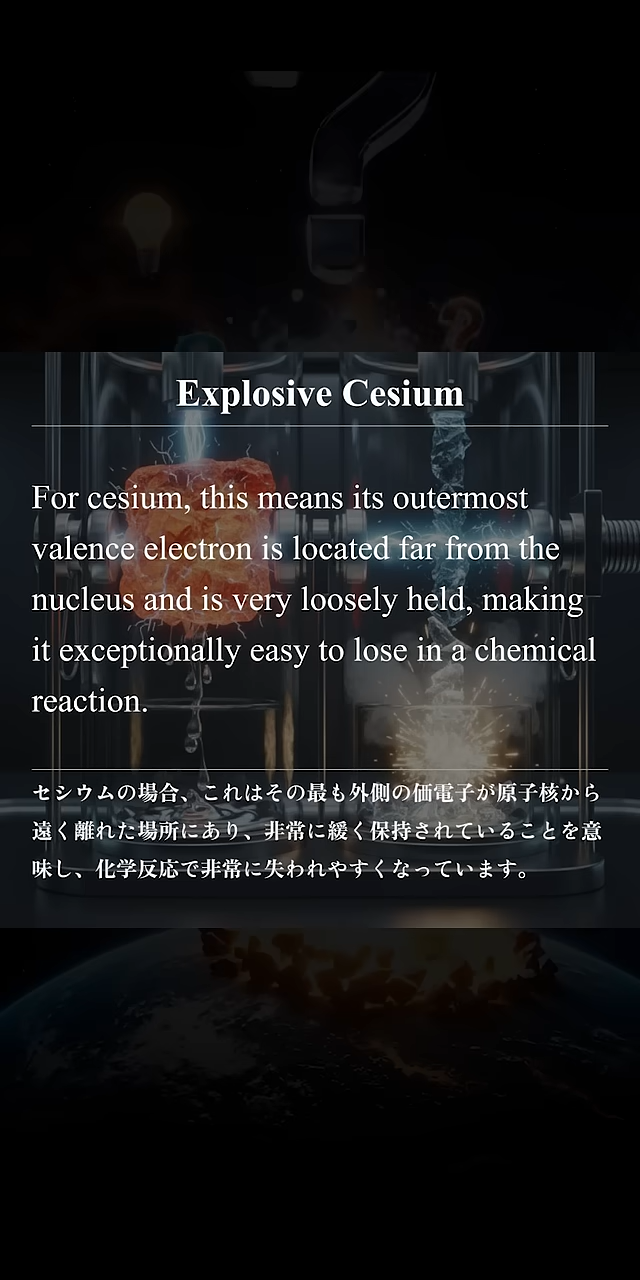 Explosive Cesium
For cesium, this means its outermost
valence electron is located far from the
nucleus and is very loosely held, making
it exceptionally easy to lose in a chemical
reaction.
セシウムの場合、これはその最も外側の価電子が原子核から
遠く離れた場所にあり、非常に緩く保持されていることを意
味し、化学反応で非常に失われやすくなっています。